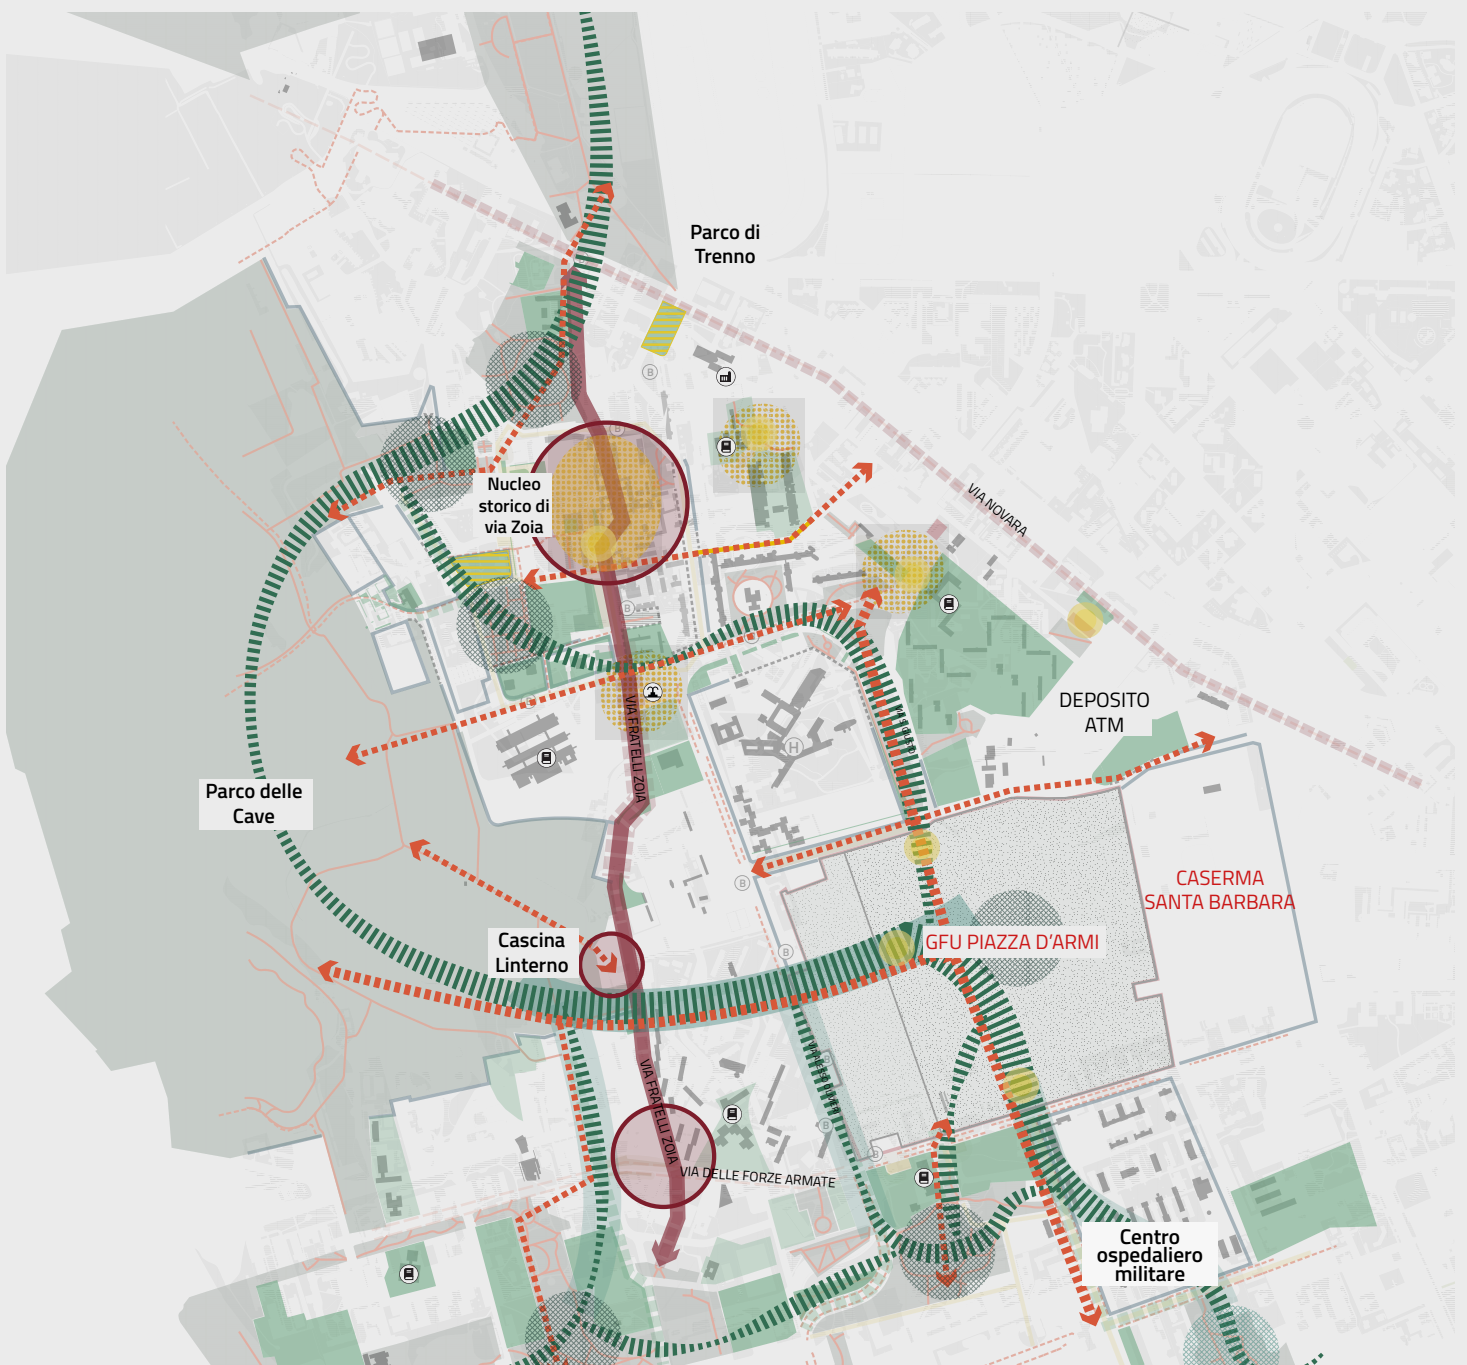 Parco di
Trenno
B
B
Nucleo
storico di
via Zoia
VIA NOVARA
B
B
VIA FRATELLI ZOIA
H
DEPOSITO
ATM
Parco delle
Cave
B
CASERMA
SANTA BARBARA
Cascina
Linterno
GFU PIAZZA D'ARMI
B
B
VIA FRATELLI ZOIA
B
B
VIA DELLE FORZE ARMATE
Centro
ospedaliero
militare